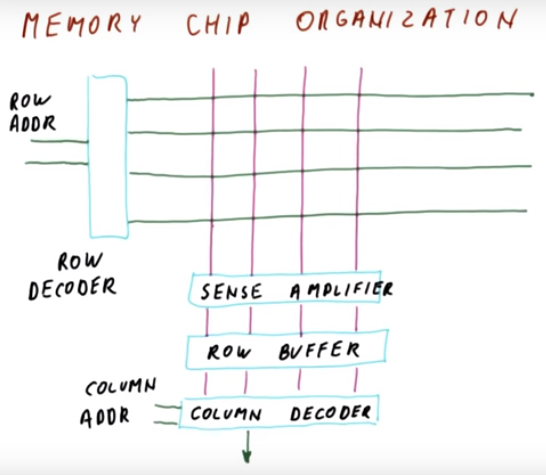 MEMORY CHIP ORGANIZATION
ROW
ADDR
ROW
DECODER
SENSE AMPLIFIER
ROW BUFFER
COLUMN
ADDR
COLUMN DECODER